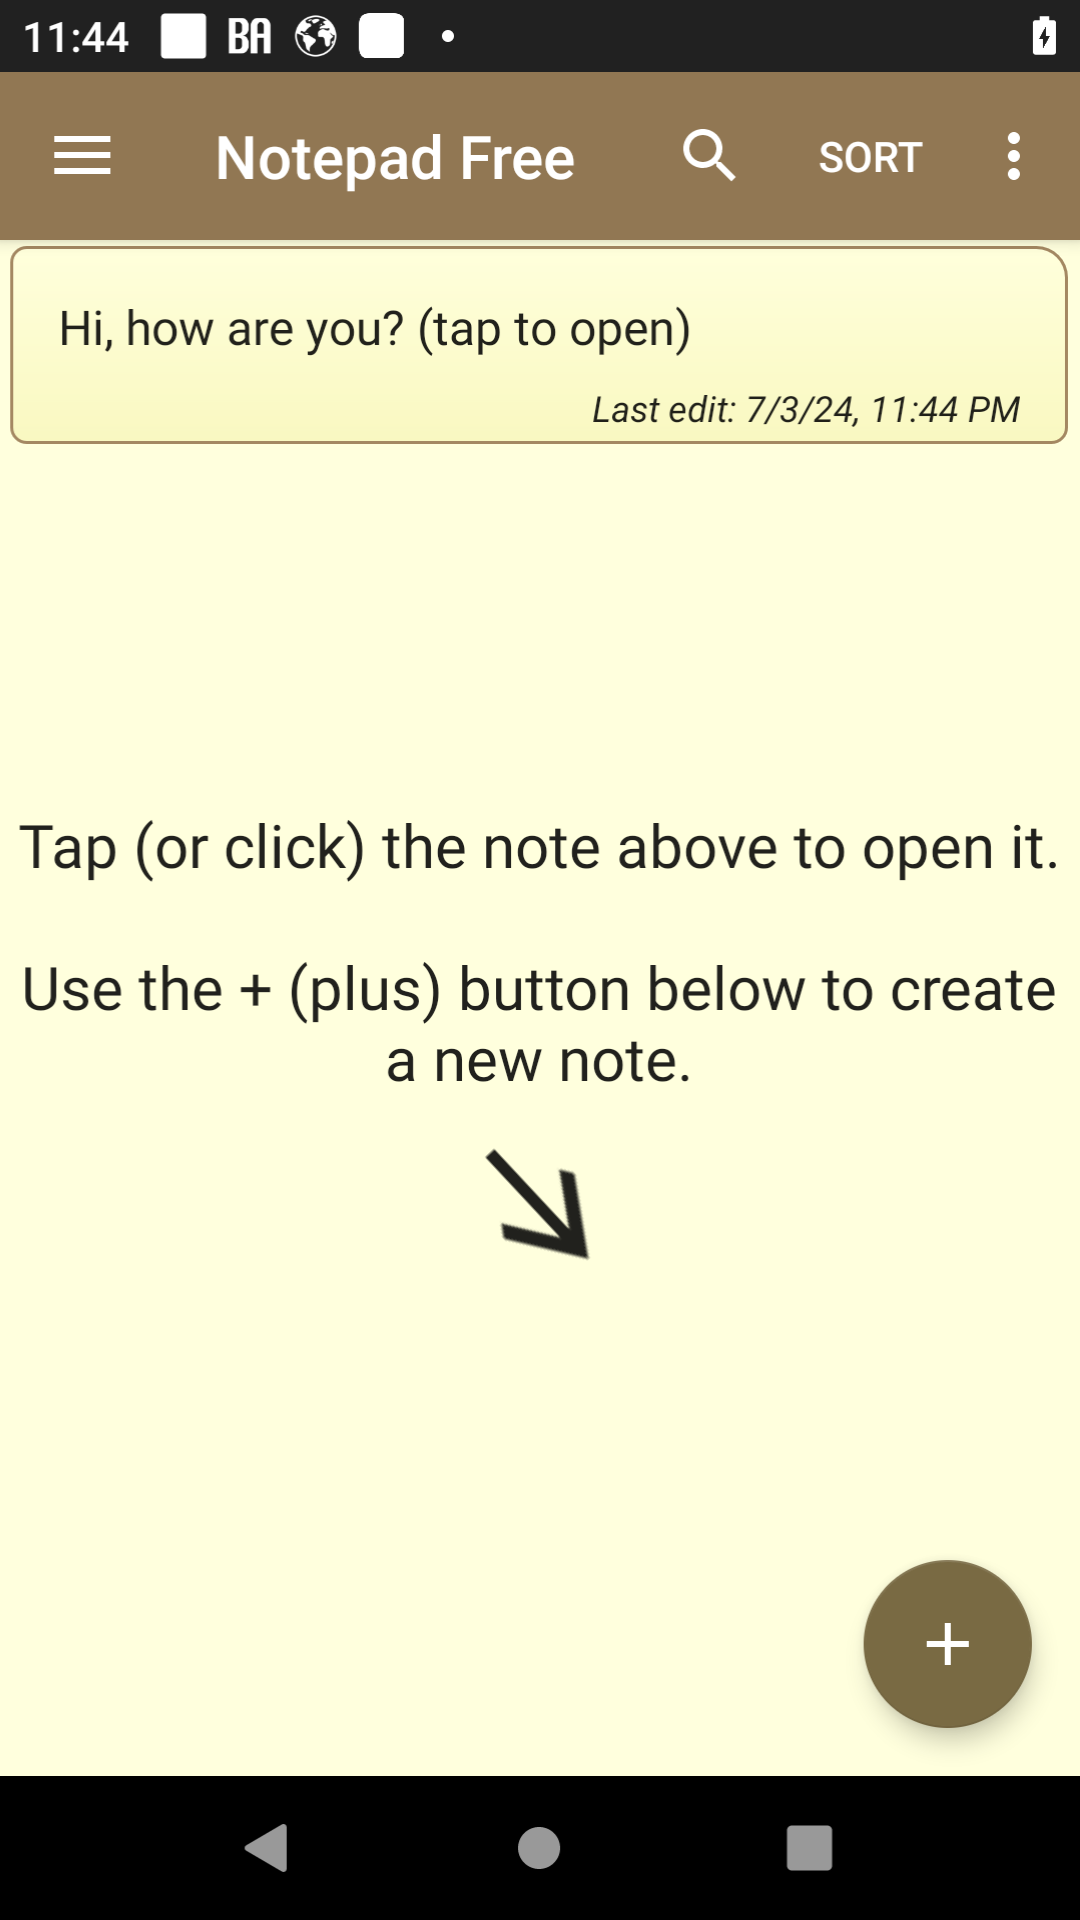 11:44 BA
Notepad Free SORT
Hi, how are you? (tap to open)
Last edit: 7/3/24, 11:44 PM
Tap (or click) the note above to open it.
Use the + (plus) button below to create
a new note.
+